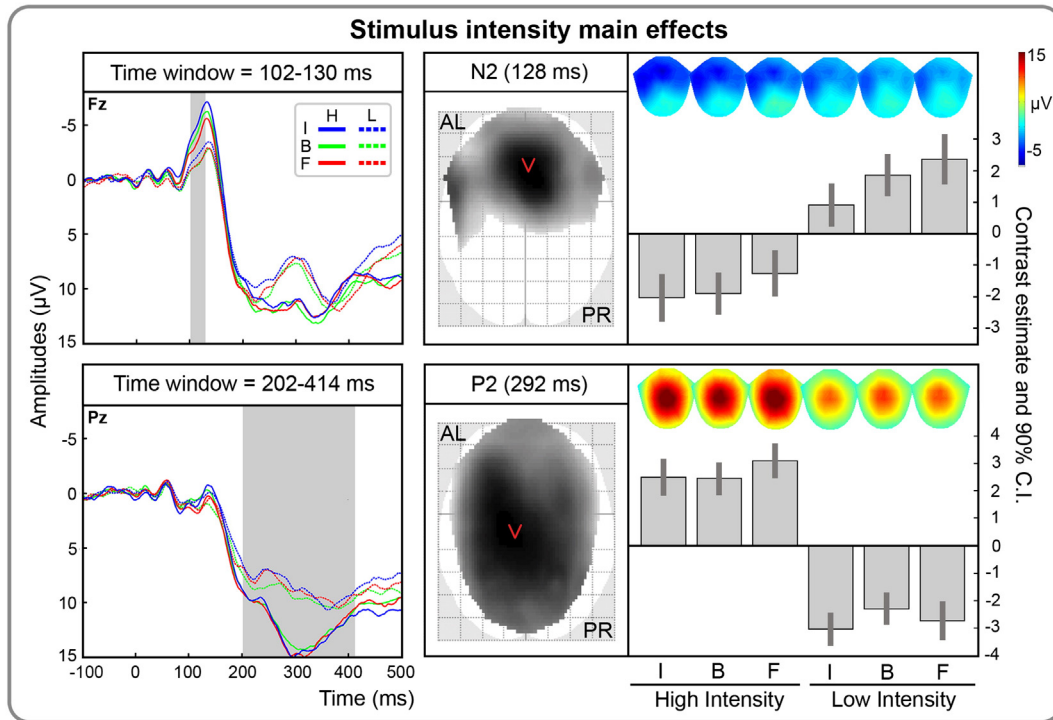 Stimulus intensity main effects
Time window = 102-130 ms
N2 (128 ms)
Fz
H L
I
B
F
-5
0
5
10
15
AL
PR
15
µV
-5
3
2
1
0
-1
-2
-3
Time window = 202-414 ms
P2 (292 ms)
Pz
-5
0
5
10
15
-100 0 100 200 300 400 500
Time (ms)
Amplitudes (µV)
AL
PR
4
3
2
1
0
-1
-2
-3
-4
Contrast estimate and 90% C.I.
I B F I B F
High Intensity Low Intensity